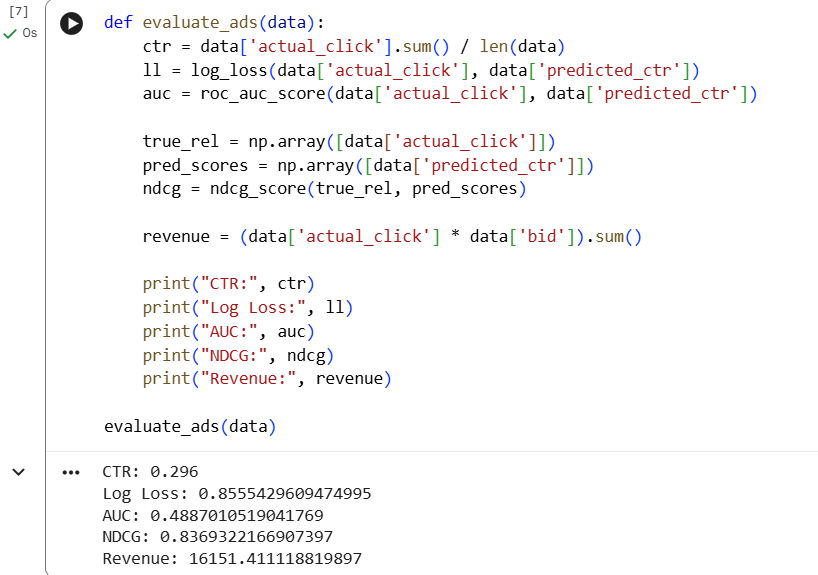 [7]
0s
def evaluate_ads(data):
    ctr = data['actual_click'].sum() / len(data)
    ll = log_loss(data['actual_click'], data['predicted_ctr'])
    auc = roc_auc_score(data['actual_click'], data['predicted_ctr'])
    true_rel = np.array([data['actual_click']])
    pred_scores = np.array([data['predicted_ctr']])
    ndcg = ndcg_score(true_rel, pred_scores)
    revenue = (data['actual_click'] * data['bid']).sum()
    print("CTR:", ctr)
    print("Log Loss:", ll)
    print("AUC:", auc)
    print("NDCG:", ndcg)
    print("Revenue:", revenue)
evaluate_ads(data)
CTR: 0.296
Log Loss: 0.8555429609474995
AUC: 0.4887010519041769
NDCG: 0.8369322166907397
Revenue: 16151.411118819897